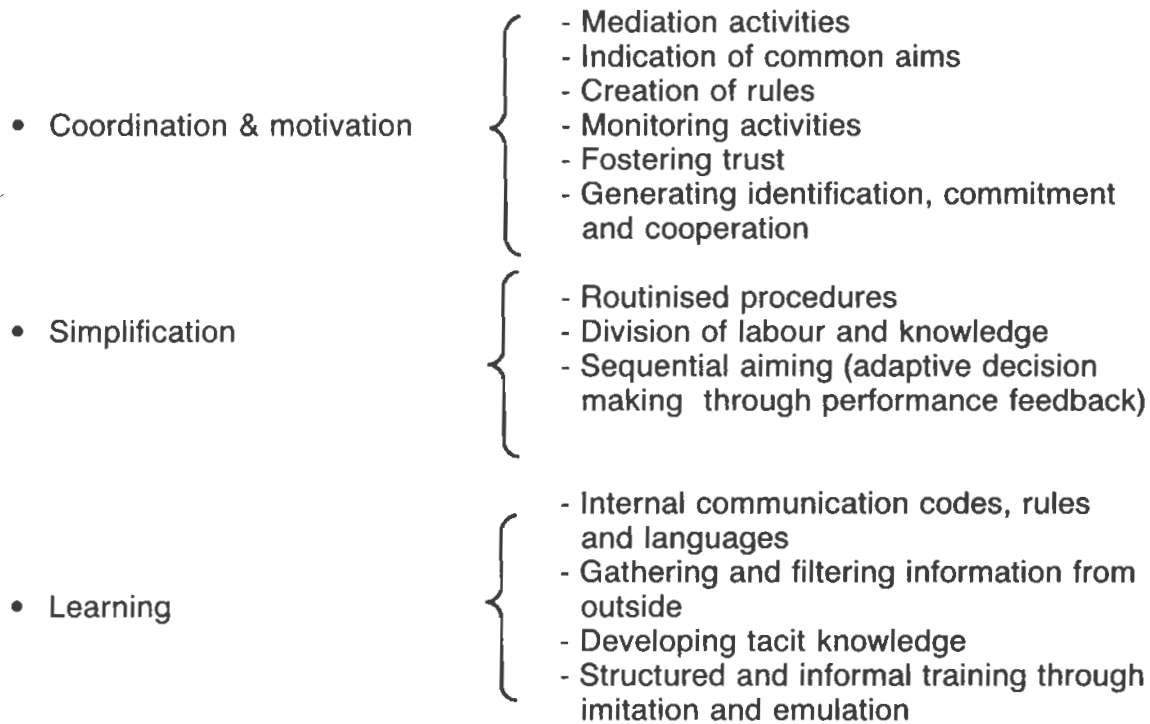 • Coordination & motivation
- Mediation activities
- Indication of common aims
- Creation of rules
- Monitoring activities
- Fostering trust
- Generating identification, commitment
and cooperation
• Simplification
- Routinised procedures
- Division of labour and knowledge
- Sequential aiming (adaptive decision
making through performance feedback)
• Learning
- Internal communication codes, rules
and languages
- Gathering and filtering information from
outside
- Developing tacit knowledge
- Structured and informal training through
imitation and emulation